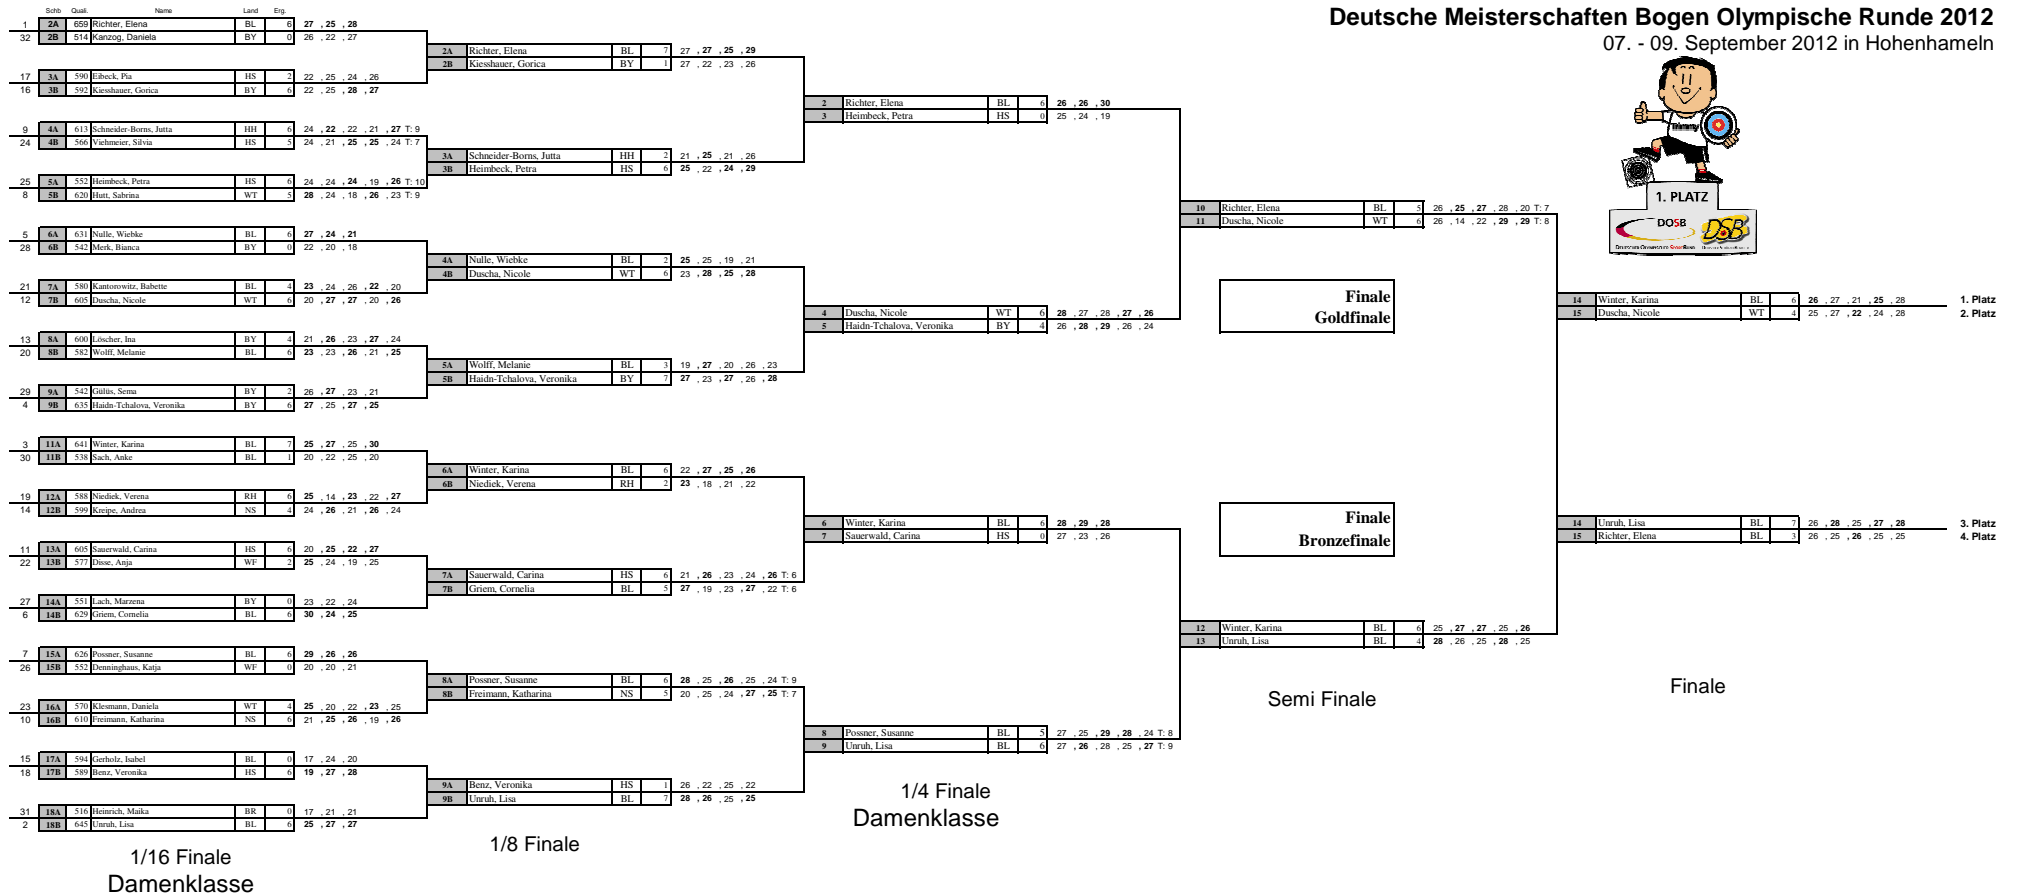 Deutsche Meisterschaften Bogen Olympische Runde 2012
07. - 09. September 2012 in Hohenhameln
Schb Quali. Name Land Erg.
1 2A 659 Richter, Elena BL 6 27 , 25 , 28
32 2B 514 Kanzog, Daniela BY 0 26 , 22 , 27
17 3A 590 Eibeck, Pia HS 2 22 , 25 , 24 , 26
16 3B 592 Kiesshauer, Gorica BY 6 22 , 25 , 28 , 27
9 4A 613 Schneider-Borns, Jutta HH 6 24 , 22 , 22 , 21 , 27 T: 9
24 4B 566 Viehmeier, Silvia HS 5 24 , 21 , 25 , 25 , 24 T: 7
25 5A 552 Heimbeck, Petra HS 6 24 , 24 , 24 , 19 , 26 T: 10
8 5B 620 Hutt, Sabrina WT 5 28 , 24 , 18 , 26 , 23 T: 9
5 6A 631 Nulle, Wiebke BL 6 27 , 24 , 21
28 6B 542 Merk, Bianca BY 0 22 , 20 , 18
21 7A 580 Kantorowitz, Babette BL 4 23 , 24 , 26 , 22 , 20
12 7B 605 Duscha, Nicole WT 6 20 , 27 , 27 , 20 , 26
13 8A 600 Löscher, Ina BY 4 21 , 26 , 23 , 27 , 24
20 8B 582 Wolff, Melanie BL 6 23 , 23 , 26 , 21 , 25
29 9A 542 Gülüs, Sema BY 2 26 , 27 , 23 , 21
4 9B 635 Haidn-Tchalova, Veronika BY 6 27 , 25 , 27 , 25
3 11A 641 Winter, Karina BL 7 25 , 27 , 25 , 30
30 11B 538 Sach, Anke BL 1 20 , 22 , 25 , 20
19 12A 588 Niediek, Verena RH 6 25 , 14 , 23 , 22 , 27
14 12B 599 Kreipe, Andrea NS 4 24 , 26 , 21 , 26 , 24
11 13A 605 Sauerwald, Carina HS 6 20 , 25 , 22 , 27
22 13B 577 Disse, Anja WF 2 25 , 24 , 19 , 25
27 14A 551 Lach, Marzena BY 0 23 , 22 , 24
6 14B 629 Griem, Cornelia BL 6 30 , 24 , 25
7 15A 626 Possner, Susanne BL 6 29 , 26 , 26
26 15B 552 Denninghaus, Katja WF 0 20 , 20 , 21
23 16A 570 Klesmann, Daniela WT 4 25 , 20 , 22 , 23 , 25
10 16B 610 Freimann, Katharina NS 6 21 , 25 , 26 , 19 , 26
15 17A 594 Gerholz, Isabel BL 0 17 , 24 , 20
18 17B 589 Benz, Veronika HS 6 19 , 27 , 28
31 18A 516 Heinrich, Maika BR 0 17 , 21 , 21
2 18B 645 Unruh, Lisa BL 6 25 , 27 , 27
1/16 Finale
Damenklasse
2A Richter, Elena BL 7 27 , 27 , 25 , 29
2B Kiesshauer, Gorica BY 1 27 , 22 , 23 , 26
3A Schneider-Borns, Jutta HH 2 21 , 25 , 21 , 26
3B Heimbeck, Petra HS 6 25 , 22 , 24 , 29
4A Nulle, Wiebke BL 2 25 , 25 , 19 , 21
4B Duscha, Nicole WT 6 23 , 28 , 25 , 28
5A Wolff, Melanie BL 3 19 , 27 , 20 , 26 , 23
5B Haidn-Tchalova, Veronika BY 7 27 , 23 , 27 , 26 , 28
6A Winter, Karina BL 6 22 , 27 , 25 , 26
6B Niediek, Verena RH 2 23 , 18 , 21 , 22
7A Sauerwald, Carina HS 6 21 , 26 , 23 , 24 , 26 T: 6
7B Griem, Cornelia BL 5 27 , 19 , 23 , 27 , 22 T: 6
8A Possner, Susanne BL 6 28 , 25 , 26 , 25 , 24 T: 9
8B Freimann, Katharina NS 5 20 , 25 , 24 , 27 , 25 T: 7
9A Benz, Veronika HS 1 26 , 22 , 25 , 22
9B Unruh, Lisa BL 7 28 , 26 , 25 , 25
1/8 Finale
2 Richter, Elena BL 6 26 , 26 , 30
3 Heimbeck, Petra HS 0 25 , 24 , 19
4 Duscha, Nicole WT 6 28 , 27 , 28 , 27 , 26
5 Haidn-Tchalova, Veronika BY 4 26 , 28 , 29 , 26 , 24
6 Winter, Karina BL 6 28 , 29 , 28
7 Sauerwald, Carina HS 0 27 , 23 , 26
8 Possner, Susanne BL 5 27 , 25 , 29 , 28 , 24 T: 8
9 Unruh, Lisa BL 6 27 , 26 , 28 , 25 , 27 T: 9
1/4 Finale
Damenklasse
10 Richter, Elena BL 5 26 , 25 , 27 , 28 , 20 T: 7
11 Duscha, Nicole WT 6 26 , 14 , 22 , 29 , 29 T: 8
12 Winter, Karina BL 6 25 , 27 , 27 , 25 , 26
13 Unruh, Lisa BL 4 28 , 26 , 25 , 28 , 25
Semi Finale
Finale
Goldfinale
14 Winter, Karina BL 6 26 , 27 , 21 , 25 , 28 1. Platz
15 Duscha, Nicole WT 4 25 , 27 , 22 , 24 , 28 2. Platz
Finale
Bronzefinale
14 Unruh, Lisa BL 7 26 , 28 , 25 , 27 , 28 3. Platz
15 Richter, Elena BL 3 26 , 25 , 26 , 25 , 25 4. Platz
Finale
Trimmy
1. PLATZ
DOSB
DEUTSCHER OLYMPISCHER SPORTBUND
DSB